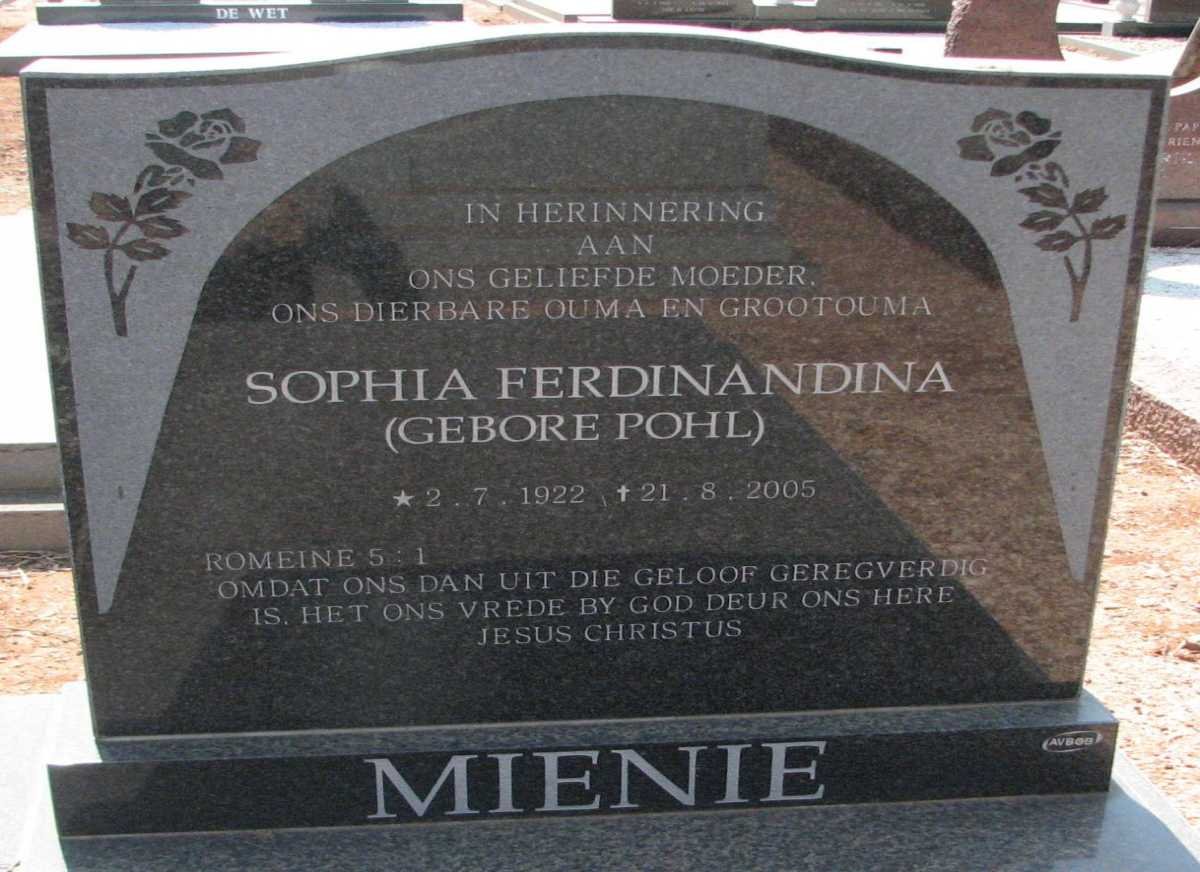 DE WET
PAP
RIEN
IN HERINNERING
AAN
ONS GELIEFDE MOEDER,
ONS DIERBARE OUMA EN GROOTOUMA
SOPHIA FERDINANDINA
(GEBORE POHL)
★ 2 . 7 . 1922 \ ✝ 21 . 8 . 2005
ROMEINE 5 : 1
OMDAT ONS DAN UIT DIE GELOOF GEREGVERDIG
IS, HET ONS VREDE BY GOD DEUR ONS HERE
JESUS CHRISTUS
MIENIE
AVBOB